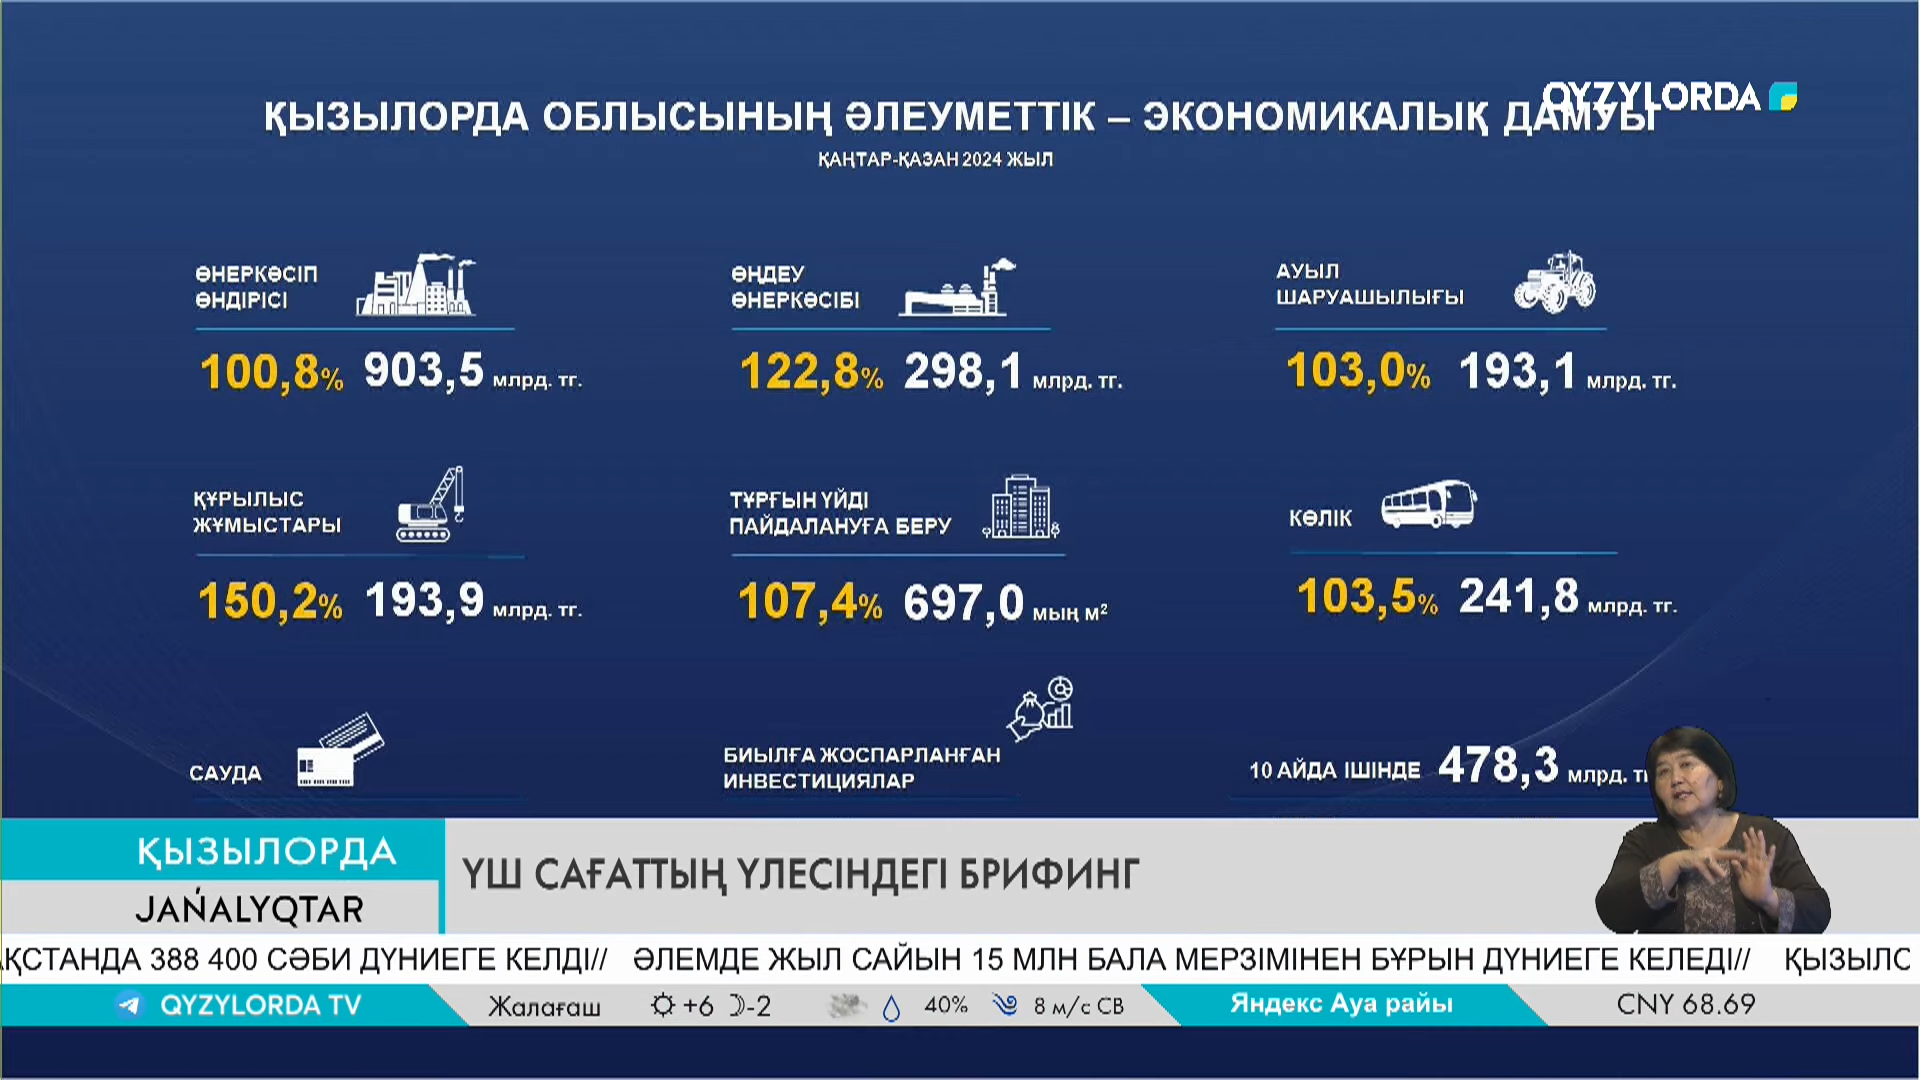 QYZYLORDA
ҚЫЗЫЛОРДА ОБЛЫСЫНЫҢ ӘЛЕУМЕТТІК – ЭКОНОМИКАЛЫҚ ДАМУЫ
ҚАҢТАР-ҚАЗАН 2024 ЖЫЛ
ӨНЕРКӘСІП
ӨНДІРІСІ
100,8% 903,5 млрд. тг.
ӨҢДЕУ
ӨНЕРКӘСІБІ
122,8% 298,1 млрд. тг.
АУЫЛ
ШАРУАШЫЛЫҒЫ
103,0% 193,1 млрд. тг.
ҚҰРЫЛЫС
ЖҰМЫСТАРЫ
150,2% 193,9 млрд. тг.
ТҰРҒЫН ҮЙДІ
ПАЙДАЛАНУҒА БЕРУ
107,4% 697,0 мың м²
КӨЛІК
103,5% 241,8 млрд. тг.
САУДА
БИЫЛҒА ЖОСПАРЛАНҒАН
ИНВЕСТИЦИЯЛАР
10 АЙДА ІШІНДЕ 478,3 млрд.
ҚЫЗЫЛОРДА
JAŃALYQTAR
ҮШ САҒАТТЫҢ ҮЛЕСІНДЕГІ БРИФИНГ
ҚСТАНДА 388 400 СӘБИ ДҮНИЕГЕ КЕЛДІ// ӘЛЕМДЕ ЖЫЛ САЙЫН 15 МЛН БАЛА МЕРЗІМІНЕН БҰРЫН ДҮНИЕГЕ КЕЛЕДІ// ҚЫЗЫЛО
QYZYLORDA TV Жалағаш +6 -2 40% 8 м/с СВ Яндекс Ауа райы CNY 68.69